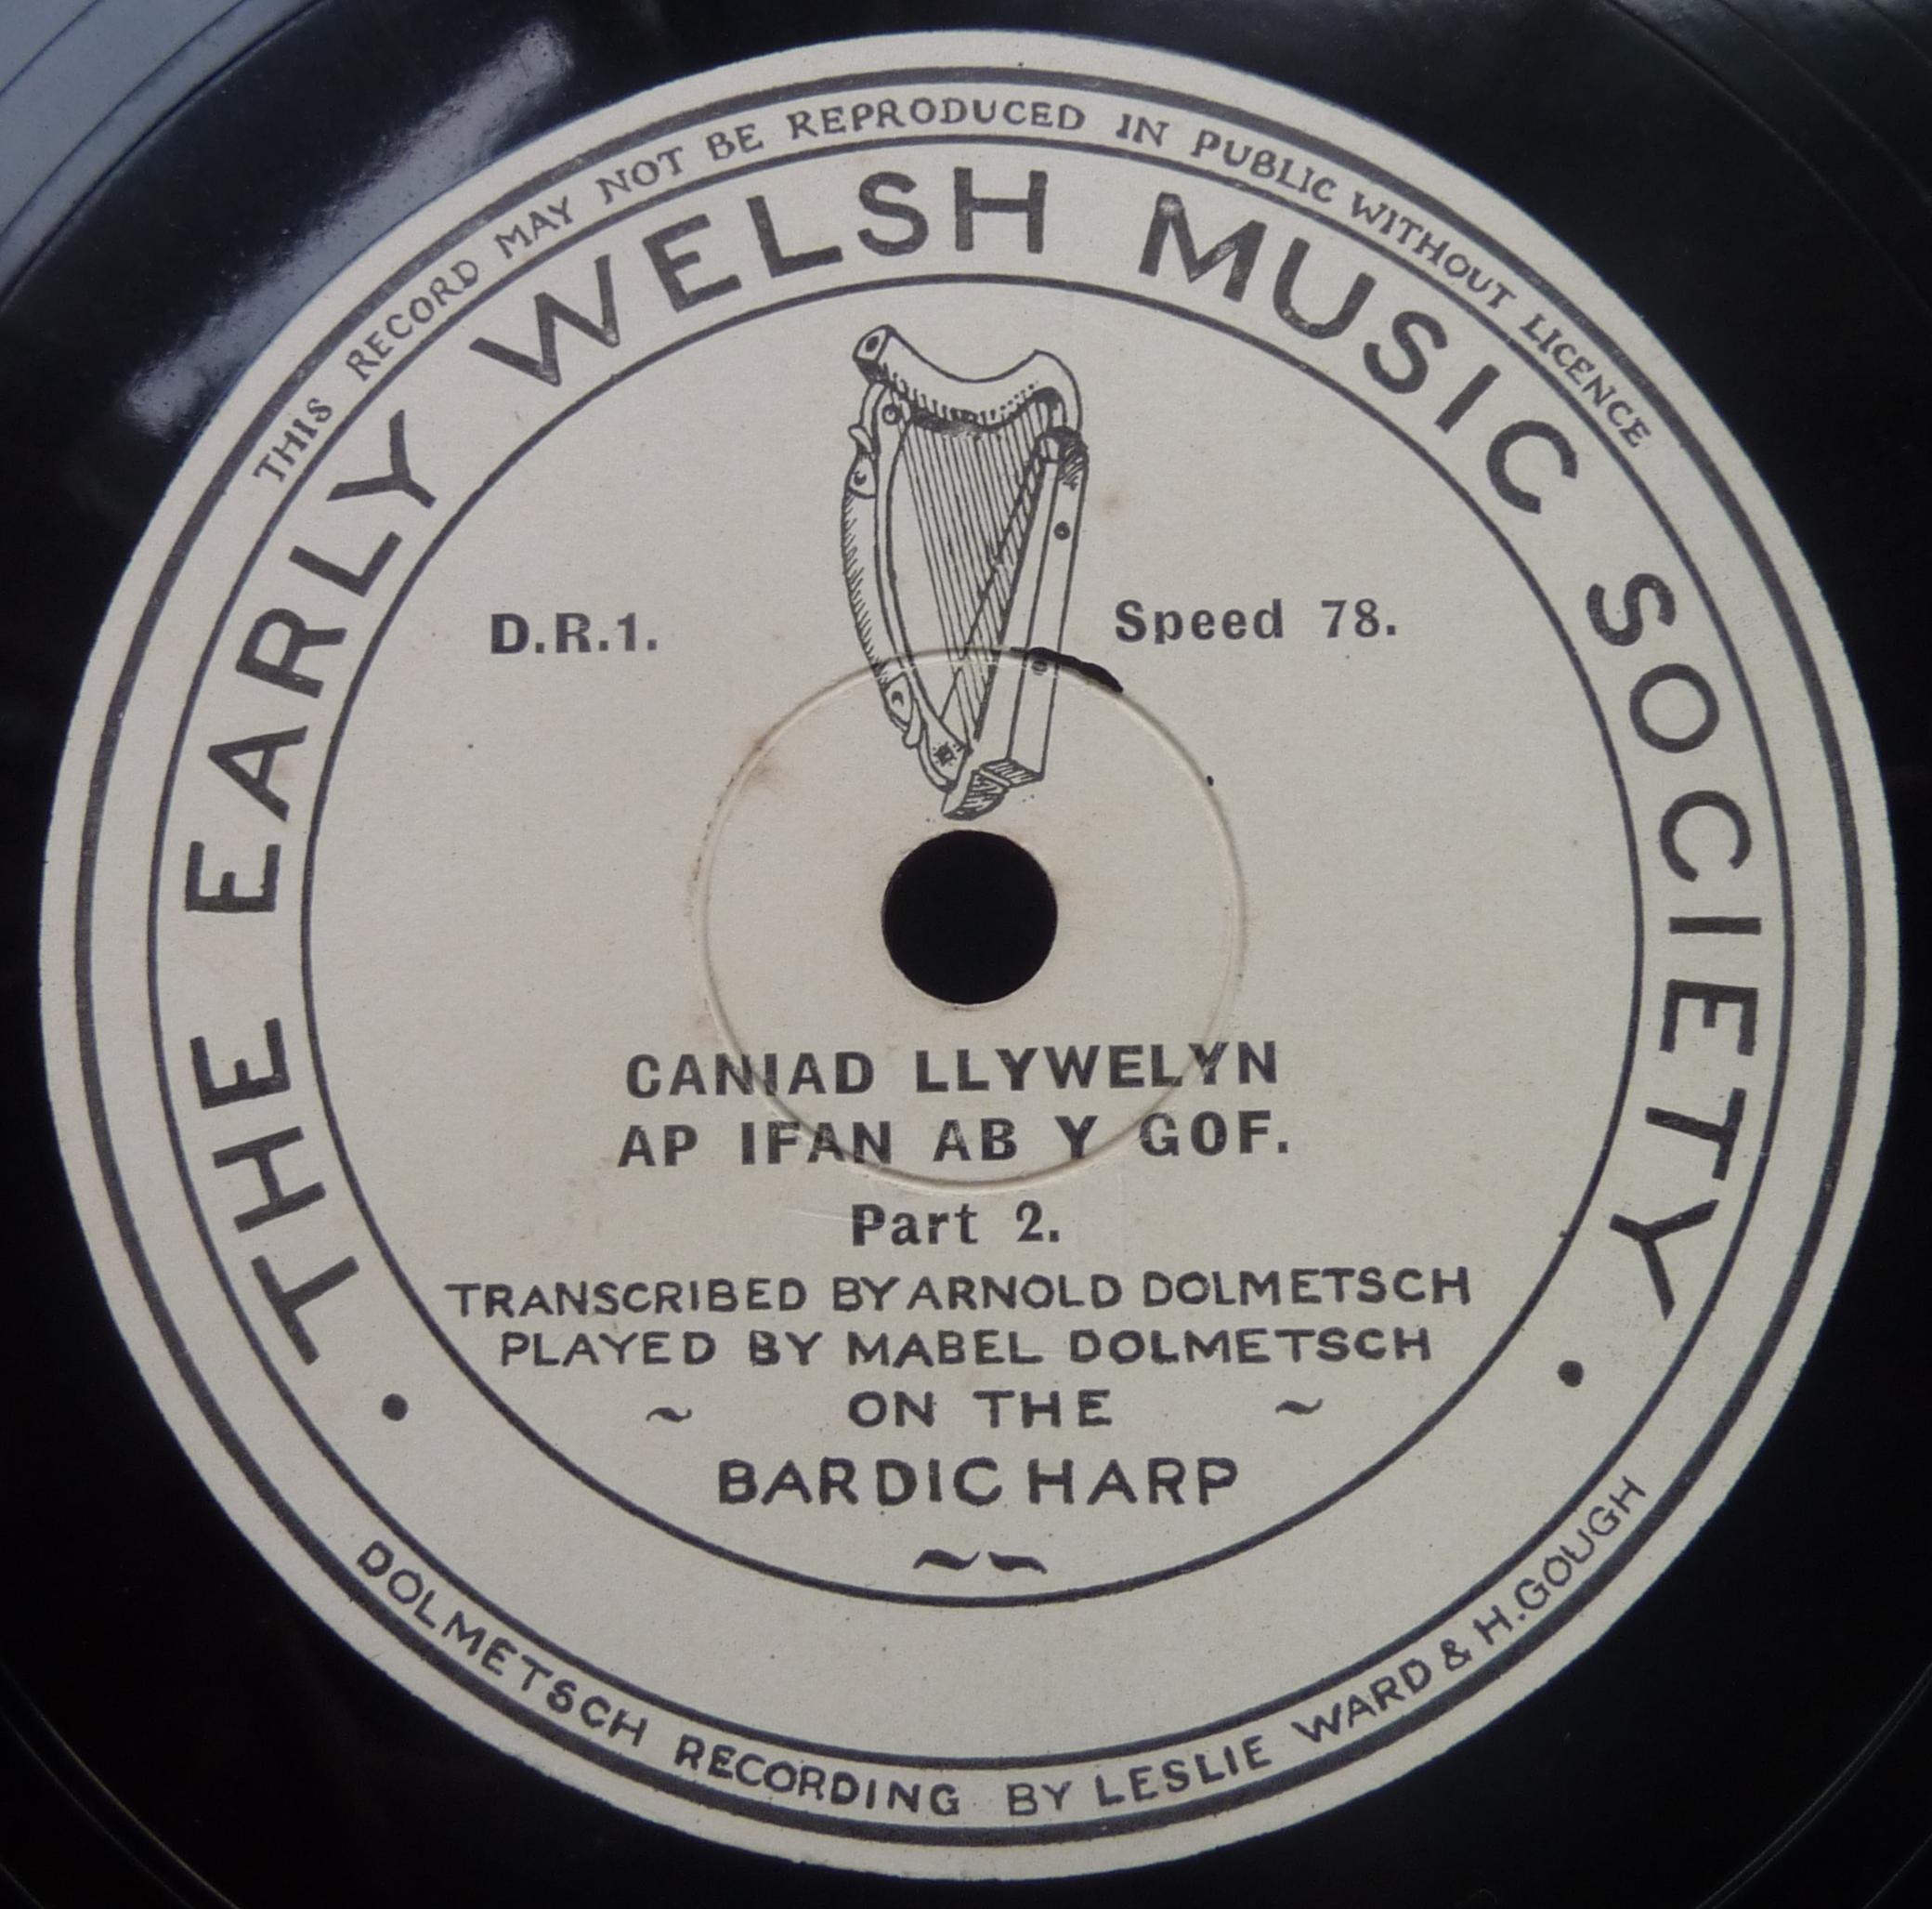 THIS RECORD MAY NOT BE REPRODUCED IN PUBLIC WITHOUT LICENCE
THE EARLY WELSH MUSIC SOCIETY
D.R.1.
Speed 78.
CANIAD LLYWELYN
AP IFAN AB Y GOF.
Part 2.
TRANSCRIBED BY ARNOLD DOLMETSCH
PLAYED BY MABEL DOLMETSCH
~ ON THE ~
BARDIC HARP
DOLMETSCH RECORDING BY LESLIE WARD & H.GOUGH